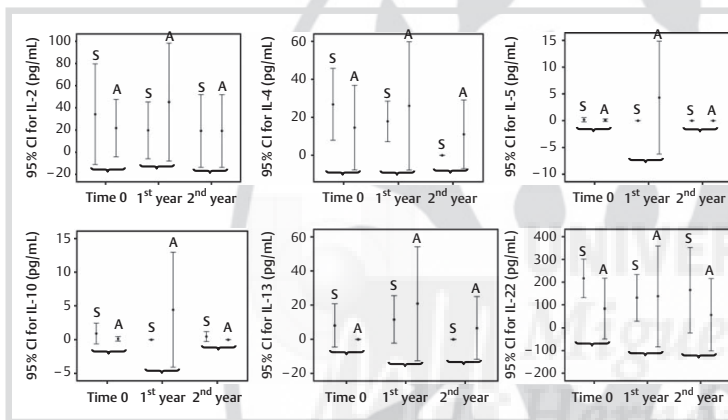 95% CI for IL-2 (pg/mL)
100
80
60
40
20
0
−20
S
A
S
A
S
A
Time 0
1st year
2nd year
95% CI for IL-4 (pg/mL)
60
40
20
0
S
A
S
A
S
A
Time 0
1st year
2nd year
95% CI for IL-5 (pg/mL)
15
10
5
0
−5
−10
S
A
S
A
S
A
Time 0
1st year
2nd year
95% CI for IL-10 (pg/mL)
15
10
5
0
−5
S
A
S
A
S
A
Time 0
1st year
2nd year
95% CI for IL-13 (pg/mL)
60
40
20
0
−20
S
A
S
A
S
A
Time 0
1st year
2nd year
95% CI for IL-22 (pg/mL)
400
300
200
100
0
−100
−200
S
A
S
A
S
A
Time 0
1st year
2nd year